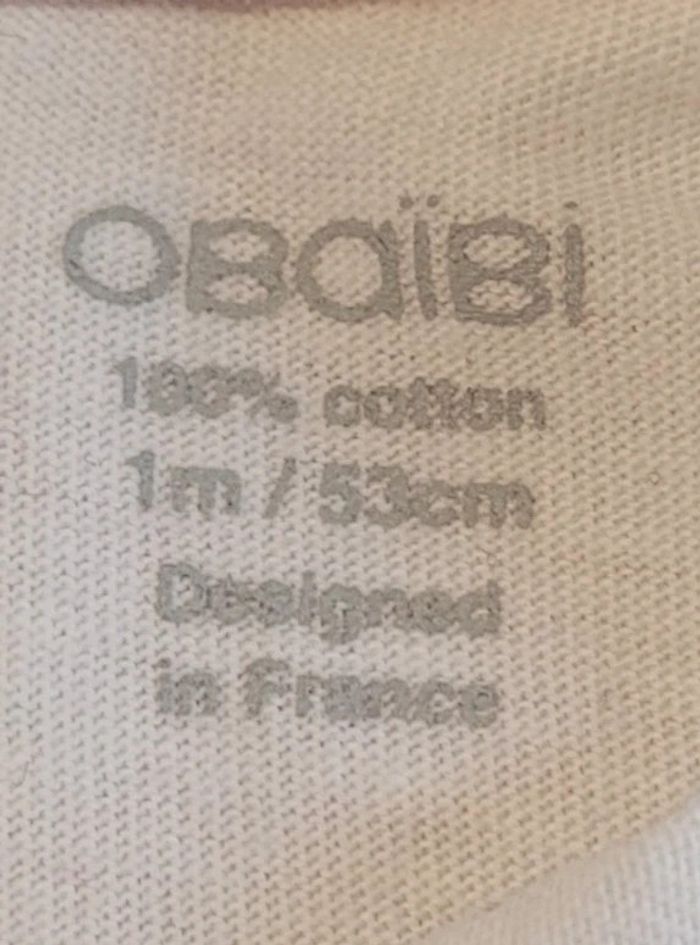 OBaïBi
100% cotton
1m / 53cm
Designed
in France